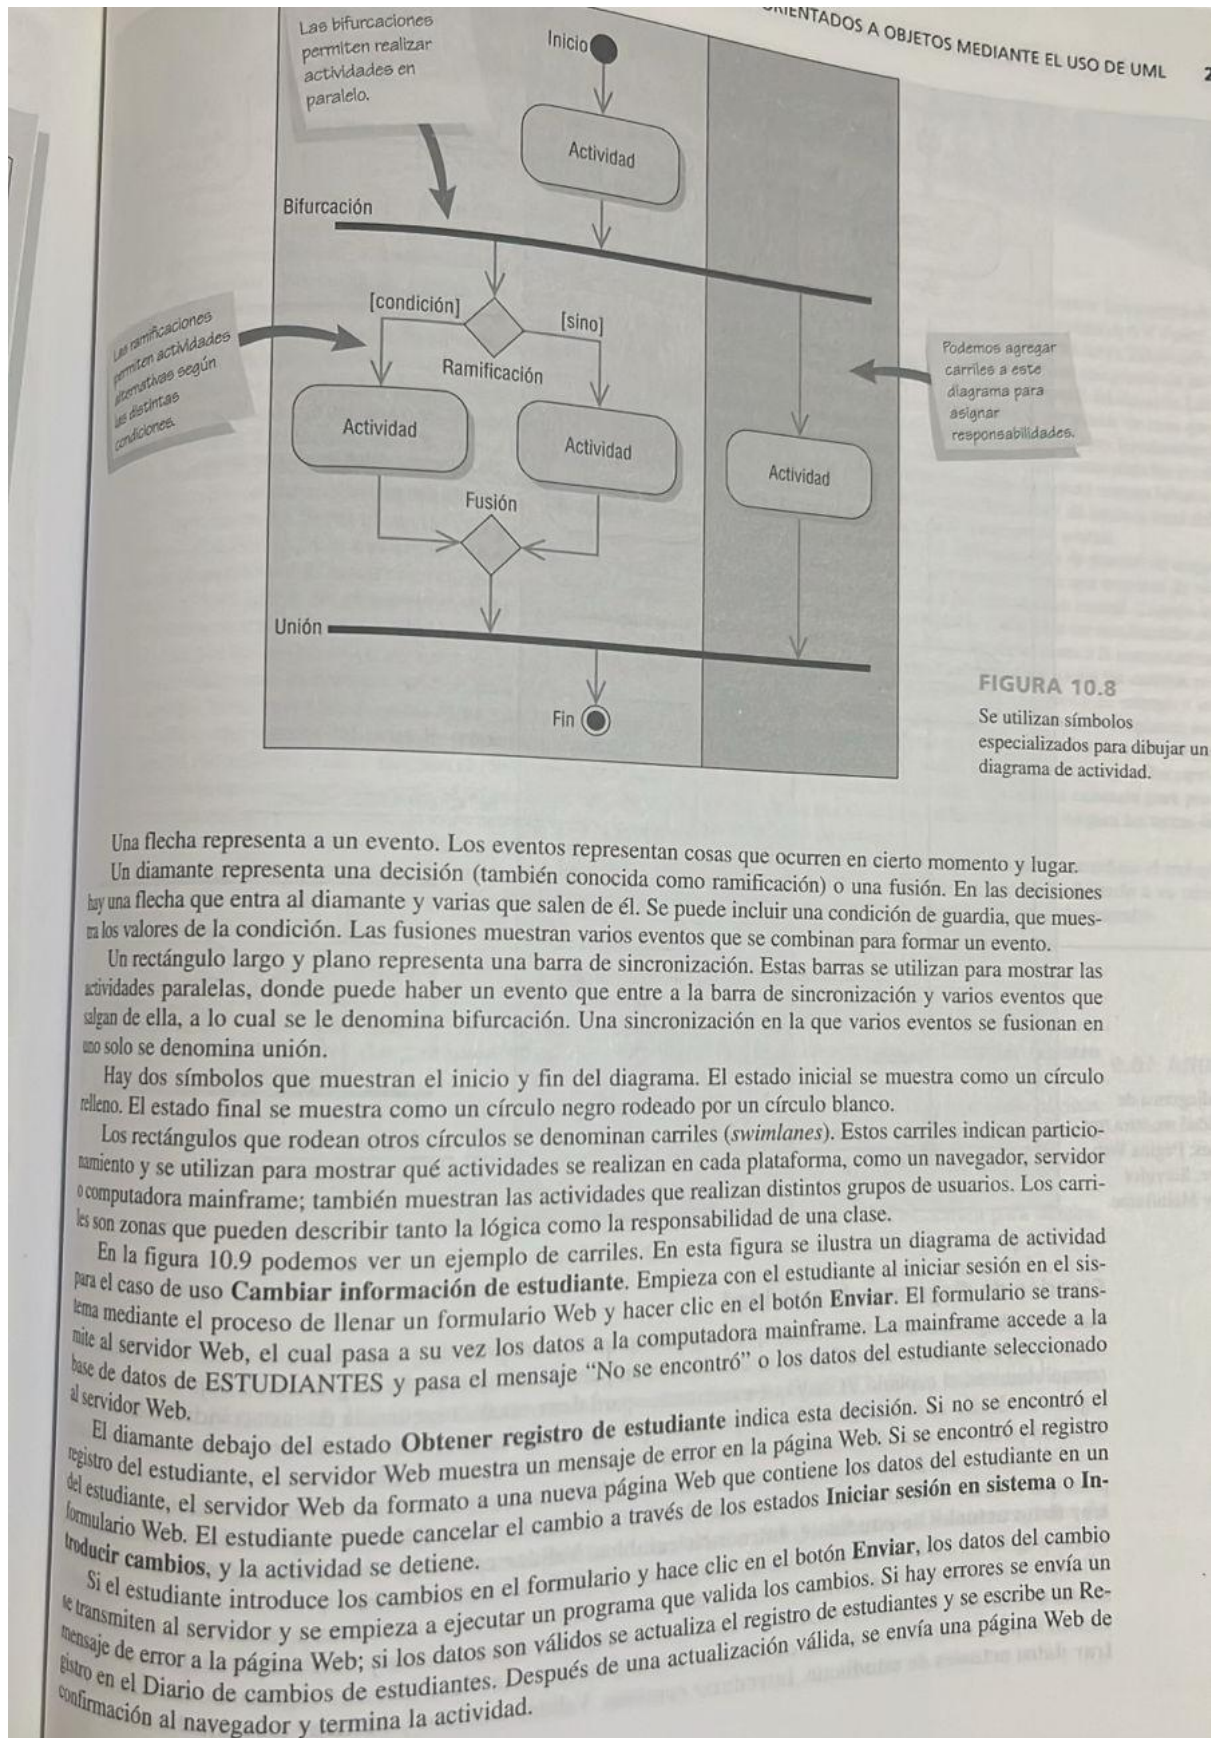 ORIENTADOS A OBJETOS MEDIANTE EL USO DE UML
Las bifurcaciones
permiten realizar
actividades en
paralelo.
Inicio
Actividad
Bifurcación
[condición]
[sino]
Las ramificaciones
permiten actividades
alternativas según
las distintas
condiciones.
Ramificación
Podemos agregar
carriles a este
diagrama para
asignar
responsabilidades.
Actividad
Actividad
Actividad
Fusión
Unión
Fin
FIGURA 10.8
Se utilizan símbolos
especializados para dibujar un
diagrama de actividad.
Una flecha representa a un evento. Los eventos representan cosas que ocurren en cierto momento y lugar.
Un diamante representa una decisión (también conocida como ramificación) o una fusión. En las decisiones
hay una flecha que entra al diamante y varias que salen de él. Se puede incluir una condición de guardia, que mues-
tra los valores de la condición. Las fusiones muestran varios eventos que se combinan para formar un evento.
Un rectángulo largo y plano representa una barra de sincronización. Estas barras se utilizan para mostrar las
actividades paralelas, donde puede haber un evento que entre a la barra de sincronización y varios eventos que
salgan de ella, a lo cual se le denomina bifurcación. Una sincronización en la que varios eventos se fusionan en
uno solo se denomina unión.
Hay dos símbolos que muestran el inicio y fin del diagrama. El estado inicial se muestra como un círculo
relleno. El estado final se muestra como un círculo negro rodeado por un círculo blanco.
Los rectángulos que rodean otros círculos se denominan carriles (swimlanes). Estos carriles indican particio-
namiento y se utilizan para mostrar qué actividades se realizan en cada plataforma, como un navegador, servidor
o computadora mainframe; también muestran las actividades que realizan distintos grupos de usuarios. Los carri-
les son zonas que pueden describir tanto la lógica como la responsabilidad de una clase.
En la figura 10.9 podemos ver un ejemplo de carriles. En esta figura se ilustra un diagrama de actividad
para el caso de uso Cambiar información de estudiante. Empieza con el estudiante al iniciar sesión en el sis-
tema mediante el proceso de llenar un formulario Web y hacer clic en el botón Enviar. El formulario se trans-
mite al servidor Web, el cual pasa a su vez los datos a la computadora mainframe. La mainframe accede a la
base de datos de ESTUDIANTES y pasa el mensaje “No se encontró” o los datos del estudiante seleccionado
al servidor Web.
El diamante debajo del estado Obtener registro de estudiante indica esta decisión. Si no se encontró el
registro del estudiante, el servidor Web muestra un mensaje de error en la página Web. Si se encontró el registro
del estudiante, el servidor Web da formato a una nueva página Web que contiene los datos del estudiante en un
formulario Web. El estudiante puede cancelar el cambio a través de los estados Iniciar sesión en sistema o In-
troducir cambios, y la actividad se detiene.
Si el estudiante introduce los cambios en el formulario y hace clic en el botón Enviar, los datos del cambio
se transmiten al servidor y se empieza a ejecutar un programa que valida los cambios. Si hay errores se envía un
mensaje de error a la página Web; si los datos son válidos se actualiza el registro de estudiantes y se escribe un Re-
gistro en el Diario de cambios de estudiantes. Después de una actualización válida, se envía una página Web de
confirmación al navegador y termina la actividad.